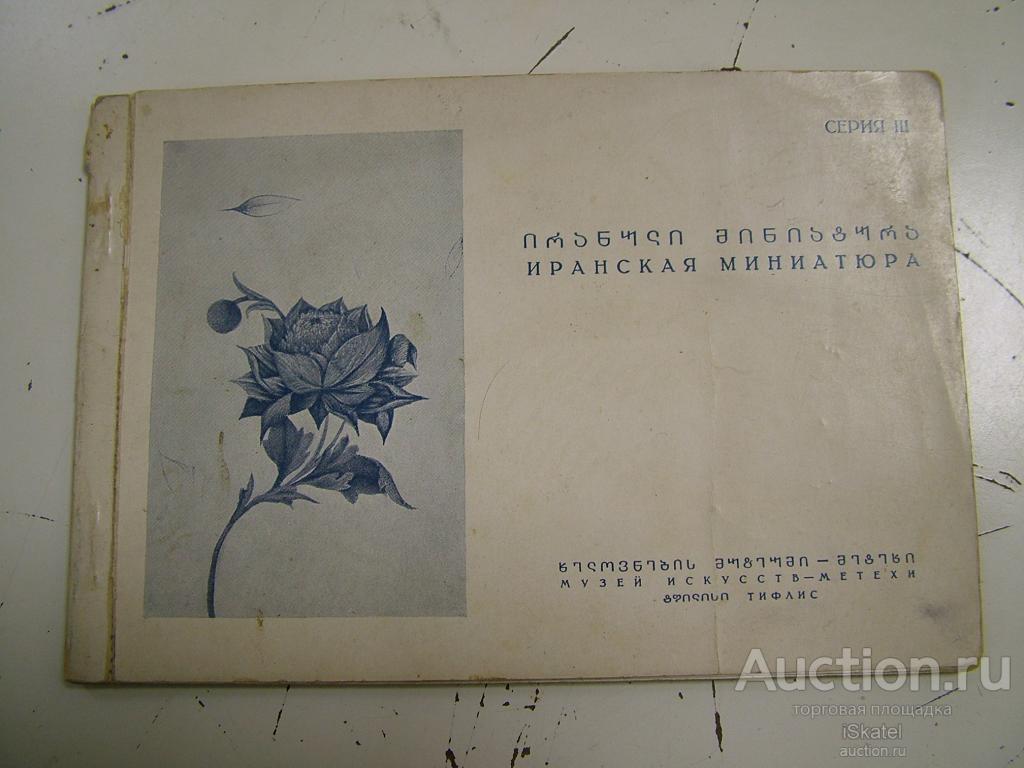 СЕРИЯ III
ირანული მინიატურა
ИРАНСКАЯ МИНИАТЮРА
ხელოვნების მუზეუმი — მეტეხი
МУЗЕЙ ИСКУССТВ—МЕТЕХИ
ტფილისი ТИФЛИС
Auction.ru
торговая площадка
iSkatel
auction.ru